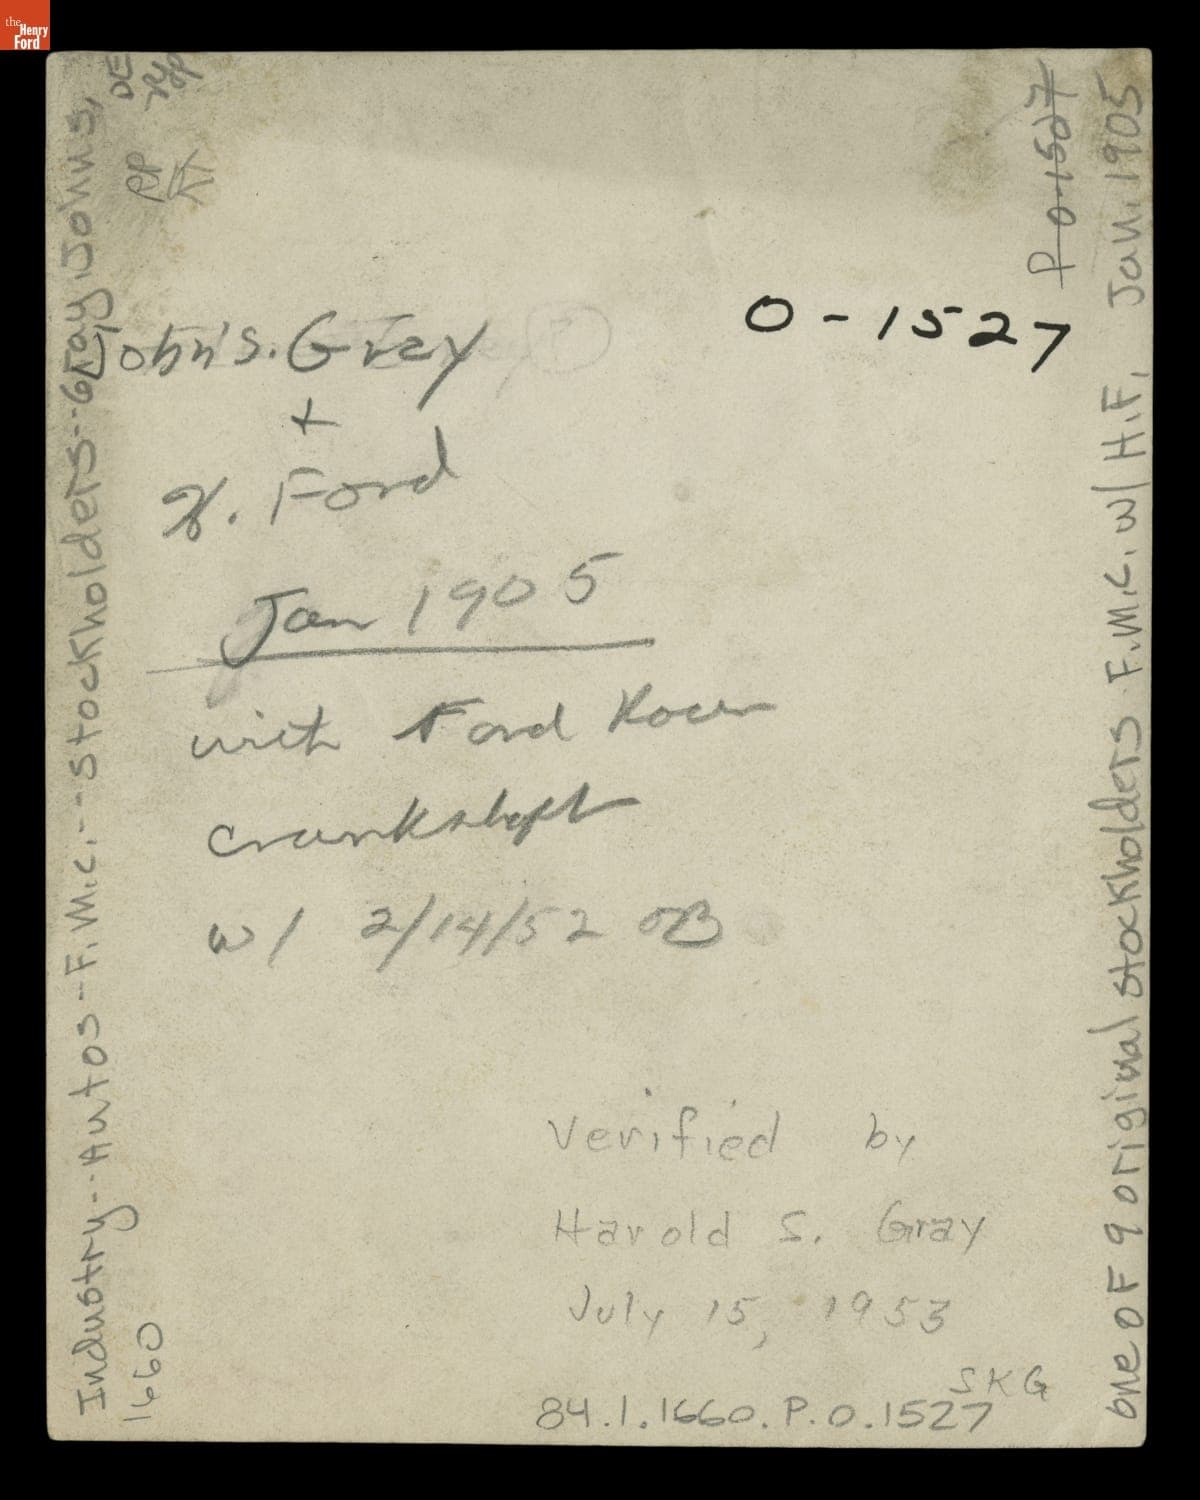 the Henry Ford
DE
RP
P.O.1527
O-1527
John S. Gray
+
H. Ford
Jan 1905
with Ford Racer
crankshaft
w/ 2/14/52 OB
Verified by
Harold S. Gray
July 15, 1953
SKG
84.1.1660.P.O.1527
Industry--Autos--F.M.C.--stockholders--Gray, John S,
1660
one of 9 original stockholders F.M.C. w/ H.F. Jan. 1905